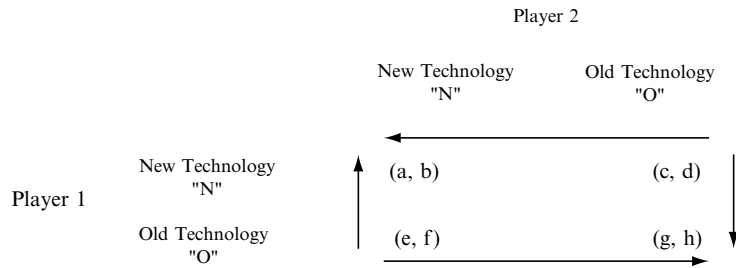 Player 2
New Technology Old Technology
"N" "O"
New Technology
"N"
(a, b) (c, d)
Player 1
Old Technology
"O"
(e, f) (g, h)